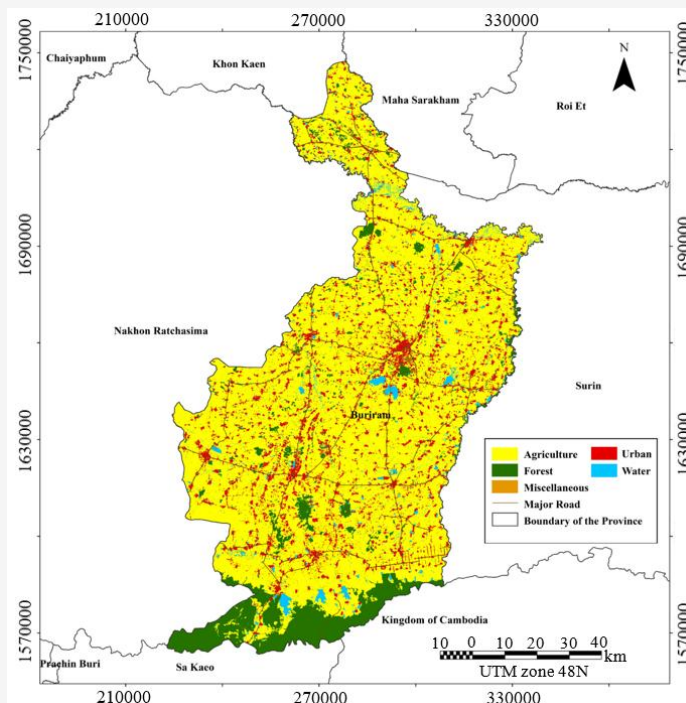 210000 270000 330000
1750000
1750000
Chaiyaphum
Khon Kaen
N
Maha Sarakham
Roi Et
1690000
1690000
Nakhon Ratchasima
Surin
Buriram
1630000
1630000
Agriculture Urban
Forest Water
Miscellaneous
Major Road
Boundary of the Province
Kingdom of Cambodia
1570000
1570000
Prachin Buri
Sa Kaeo
10 0 10 20 30 40
km
UTM zone 48N
210000 270000 330000